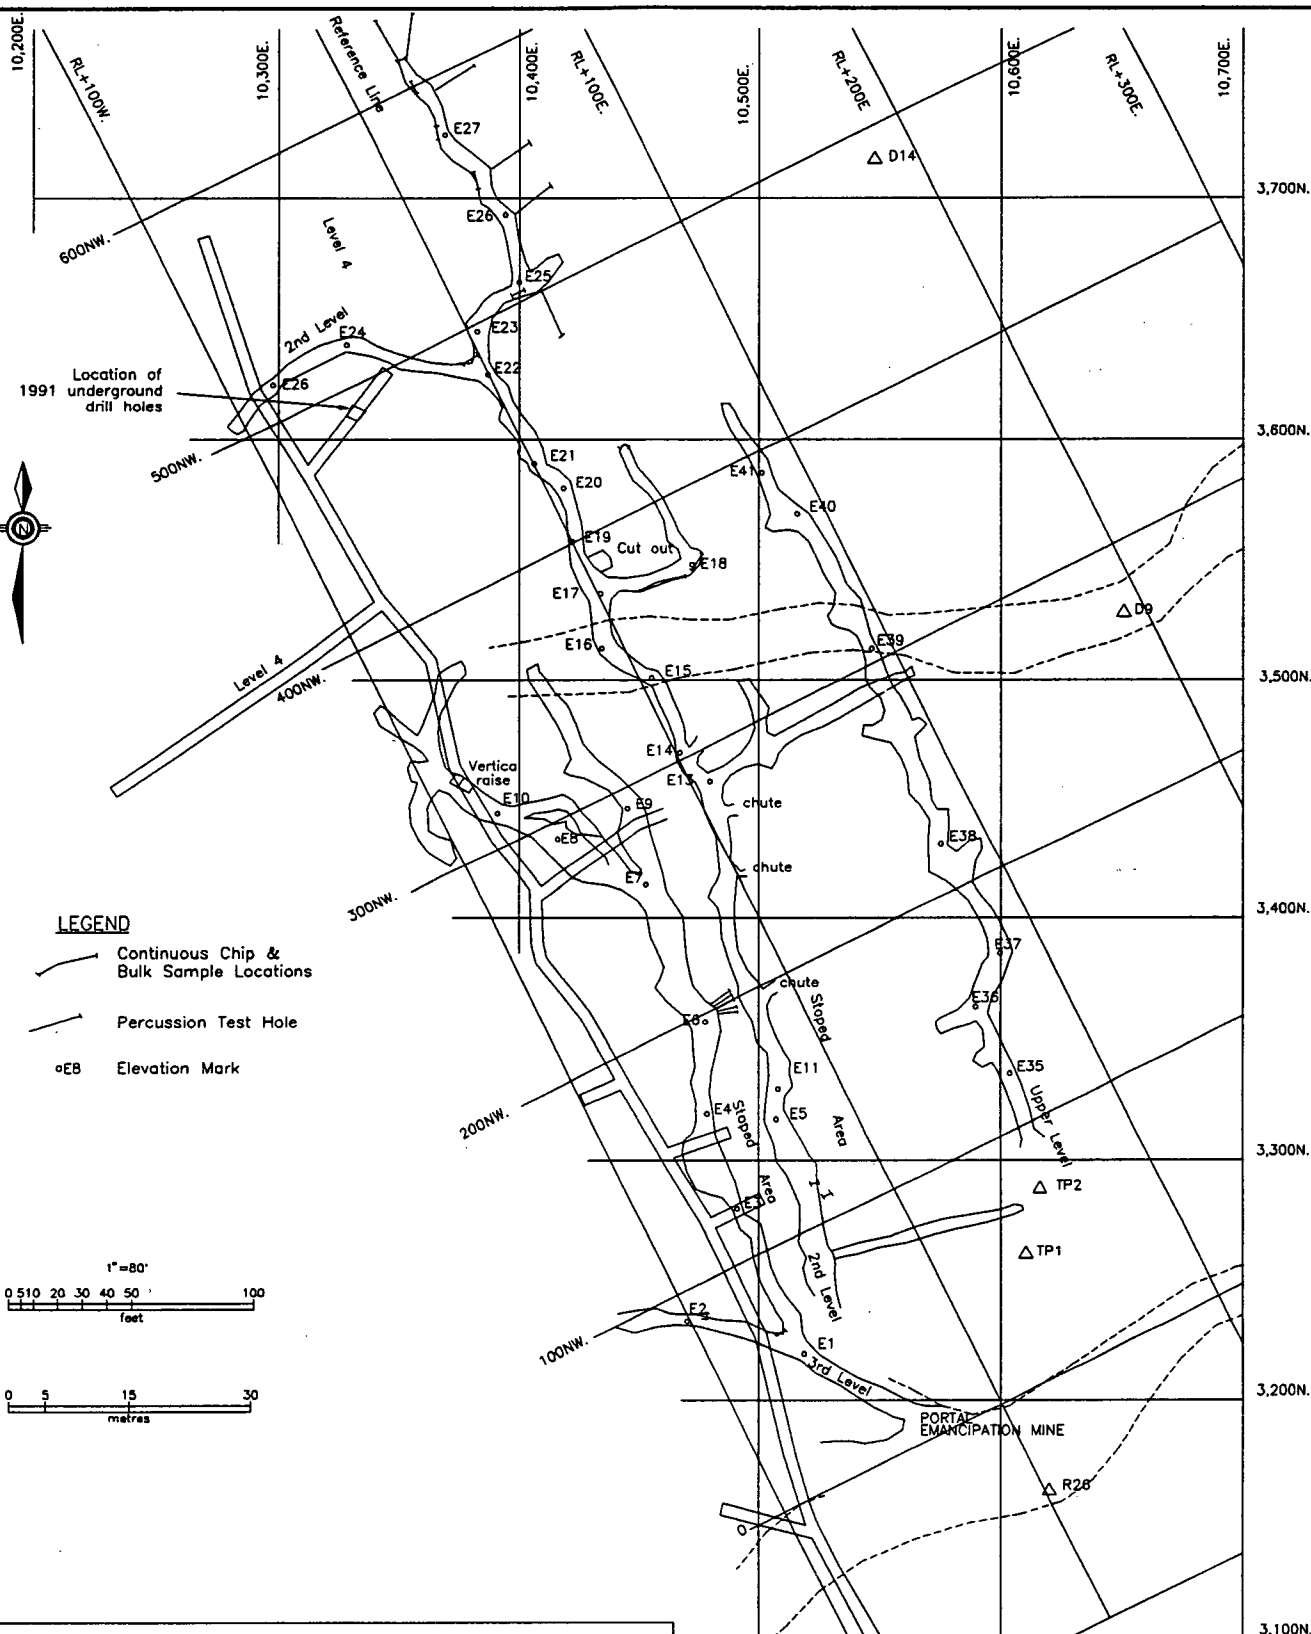 10,200E.
RL+100W.
10,300E.
Reference Line
10,400E.
RL+100E.
10,500E.
RL+200E
10,600E.
RL+300E.
10,700E.
E27
D14
3,700N.
E26
600NW.
Level 4
E25
2nd Level
E24
E23
E22
E26
Location of
1991 underground
drill holes
3,600N.
500NW.
E21
E20
E41
E40
N
E19
Cut out
E18
E17
D9
E16
E39
Level 4
400NW.
E15
3,500N.
E14
E13
Vertica
raise
E10
E9
chute
E8
E38
chute
E7
300NW.
3,400N.
LEGEND
Continuous Chip &
Bulk Sample Locations
E37
chute
Stoped
E36
Percussion Test Hole
E6
E8 Elevation Mark
E11
E35
200NW.
E4
Stoped
E5
Area
Upper Level
3,300N.
Area
E3
TP2
TP1
1"=80'
0 5 10 20 30 40 50 100
feet
2nd Level
E2
100NW.
E1
3rd Level
0 5 15 30
metres
3,200N.
PORTAL
EMANCIPATION MINE
R26
0
3,100N.